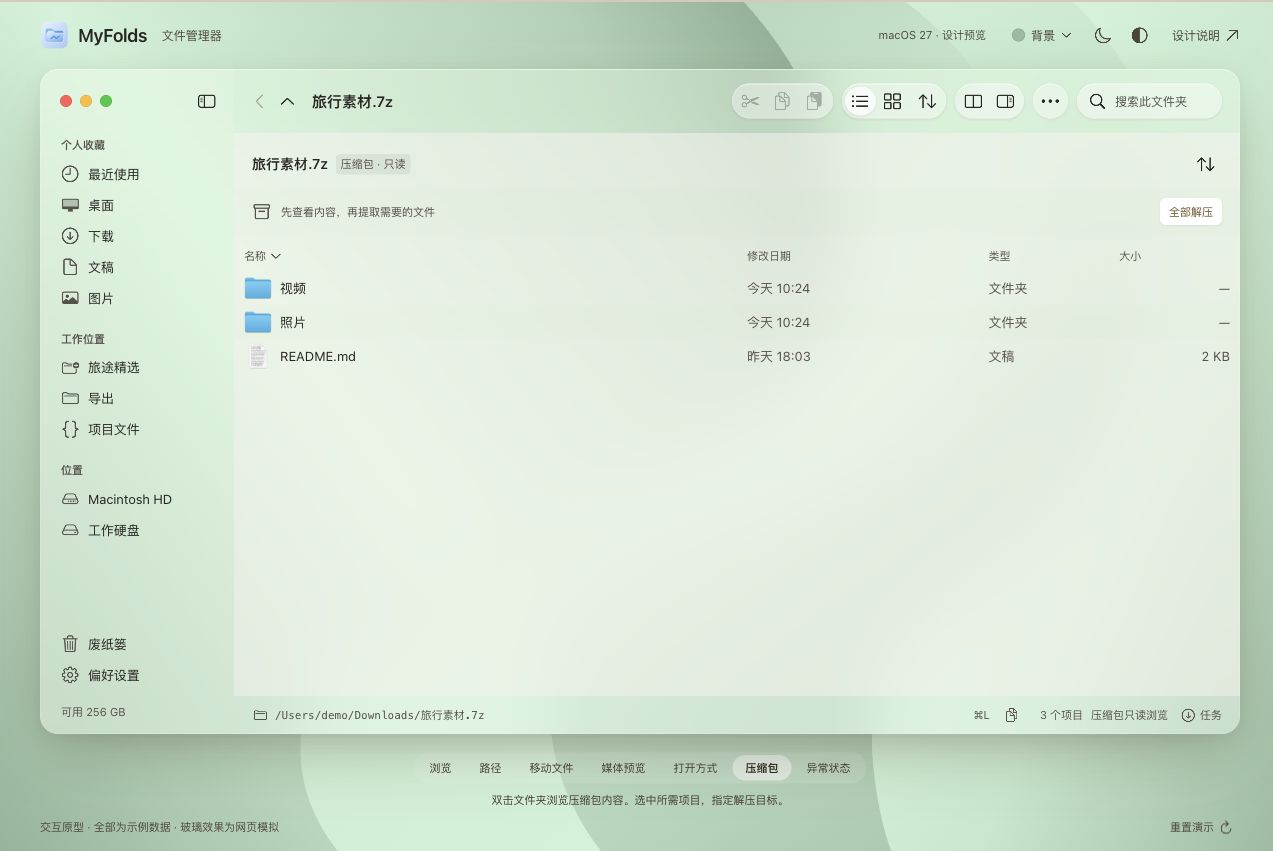 MyFolds 文件管理器 macOS 27 · 设计预览 背景 设计说明
旅行素材.7z 搜索此文件夹
个人收藏
最近使用
桌面
下载
文稿
图片
工作位置
旅途精选
导出
项目文件
位置
Macintosh HD
工作硬盘
废纸篓
偏好设置
可用 256 GB
旅行素材.7z 压缩包 · 只读
先查看内容，再提取需要的文件 全部解压
名称 修改日期 类型 大小
视频 今天 10:24 文件夹 —
照片 今天 10:24 文件夹 —
README.md 昨天 18:03 文稿 2 KB
/Users/demo/Downloads/旅行素材.7z ⌘L 3 个项目 压缩包只读浏览 任务
浏览 路径 移动文件 媒体预览 打开方式 压缩包 异常状态
双击文件夹浏览压缩包内容。选中所需项目，指定解压目标。
交互原型 · 全部为示例数据 · 玻璃效果为网页模拟 重置演示